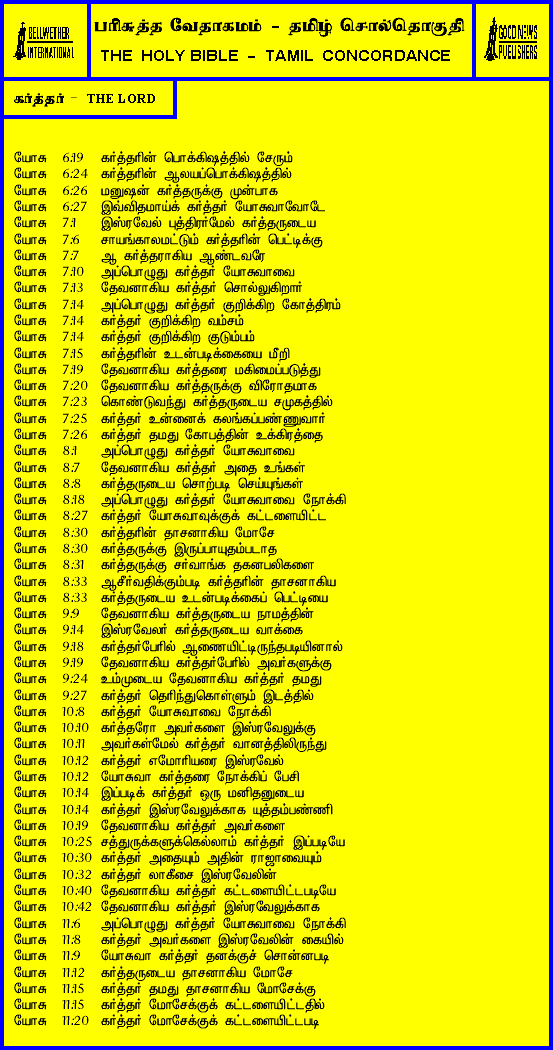 BELLWETHER
INTERNATIONAL
பரிசுத்த வேதாகமம் - தமிழ் சொல்தொகுதி
THE HOLY BIBLE - TAMIL CONCORDANCE
GOOD NEWS
PUBLISHERS
கர்த்தர் - THE LORD
யோசு 6:19 கர்த்தரின் பொக்கிஷத்தில் சேரும்
யோசு 6:24 கர்த்தரின் ஆலயப்பொக்கிஷத்தில்
யோசு 6:26 மனுஷன் கர்த்தருக்கு முன்பாக
யோசு 6:27 இவ்விதமாய்க் கர்த்தர் யோசுவாவோடே
யோசு 7:1 இஸ்ரவேல் புத்திரர்மேல் கர்த்தருடைய
யோசு 7:6 சாயங்காலமட்டும் கர்த்தரின் பெட்டிக்கு
யோசு 7:7 ஆ கர்த்தராகிய ஆண்டவரே
யோசு 7:10 அப்பொழுது கர்த்தர் யோசுவாவை
யோசு 7:13 தேவனாகிய கர்த்தர் சொல்லுகிறார்
யோசு 7:14 அப்பொழுது கர்த்தர் குறிக்கிற கோத்திரம்
யோசு 7:14 கர்த்தர் குறிக்கிற வம்சம்
யோசு 7:14 கர்த்தர் குறிக்கிற குடும்பம்
யோசு 7:15 கர்த்தரின் உடன்படிக்கையை மீறி
யோசு 7:19 தேவனாகிய கர்த்தரை மகிமைப்படுத்து
யோசு 7:20 தேவனாகிய கர்த்தருக்கு விரோதமாக
யோசு 7:23 கொண்டுவந்து கர்த்தருடைய சமுகத்தில்
யோசு 7:25 கர்த்தர் உன்னைக் கலங்கப்பண்ணுவார்
யோசு 7:26 கர்த்தர் தமது கோபத்தின் உக்கிரத்தை
யோசு 8:1 அப்பொழுது கர்த்தர் யோசுவாவை
யோசு 8:7 தேவனாகிய கர்த்தர் அதை உங்கள்
யோசு 8:8 கர்த்தருடைய சொற்படி செய்யுங்கள்
யோசு 8:18 அப்பொழுது கர்த்தர் யோசுவாவை நோக்கி
யோசு 8:27 கர்த்தர் யோசுவாவுக்குக் கட்டளையிட்ட
யோசு 8:30 கர்த்தரின் தாசனாகிய மோசே
யோசு 8:30 கர்த்தருக்கு இருப்பாயுதம்படாத
யோசு 8:31 கர்த்தருக்கு சர்வாங்க தகனபலிகளை
யோசு 8:33 ஆசீர்வதிக்கும்படி கர்த்தரின் தாசனாகிய
யோசு 8:33 கர்த்தருடைய உடன்படிக்கைப் பெட்டியை
யோசு 9:9 தேவனாகிய கர்த்தருடைய நாமத்தின்
யோசு 9:14 இஸ்ரவேலர் கர்த்தருடைய வாக்கை
யோசு 9:18 கர்த்தர்பேரில் ஆணையிட்டிருந்தபடியினால்
யோசு 9:19 தேவனாகிய கர்த்தர்பேரில் அவர்களுக்கு
யோசு 9:24 உம்முடைய தேவனாகிய கர்த்தர் தமது
யோசு 9:27 கர்த்தர் தெரிந்துகொள்ளும் இடத்தில்
யோசு 10:8 கர்த்தர் யோசுவாவை நோக்கி
யோசு 10:10 கர்த்தரோ அவர்களை இஸ்ரவேலுக்கு
யோசு 10:11 அவர்கள்மேல் கர்த்தர் வானத்திலிருந்து
யோசு 10:12 கர்த்தர் எமோரியரை இஸ்ரவேல்
யோசு 10:12 யோசுவா கர்த்தரை நோக்கிப் பேசி
யோசு 10:14 இப்படிக் கர்த்தர் ஒரு மனிதனுடைய
யோசு 10:14 கர்த்தர் இஸ்ரவேலுக்காக யுத்தம்பண்ணி
யோசு 10:19 தேவனாகிய கர்த்தர் அவர்களை
யோசு 10:25 சத்துருக்களுக்கெல்லாம் கர்த்தர் இப்படியே
யோசு 10:30 கர்த்தர் அதையும் அதின் ராஜாவையும்
யோசு 10:32 கர்த்தர் லாகீசை இஸ்ரவேலின்
யோசு 10:40 தேவனாகிய கர்த்தர் கட்டளையிட்டபடியே
யோசு 10:42 தேவனாகிய கர்த்தர் இஸ்ரவேலுக்காக
யோசு 11:6 அப்பொழுது கர்த்தர் யோசுவாவை நோக்கி
யோசு 11:8 கர்த்தர் அவர்களை இஸ்ரவேலின் கையில்
யோசு 11:9 யோசுவா கர்த்தர் தனக்குச் சொன்னபடி
யோசு 11:12 கர்த்தருடைய தாசனாகிய மோசே
யோசு 11:15 கர்த்தர் தமது தாசனாகிய மோசேக்கு
யோசு 11:15 கர்த்தர் மோசேக்குக் கட்டளையிட்டதில்
யோசு 11:20 கர்த்தர் மோசேக்குக் கட்டளையிட்டபடி